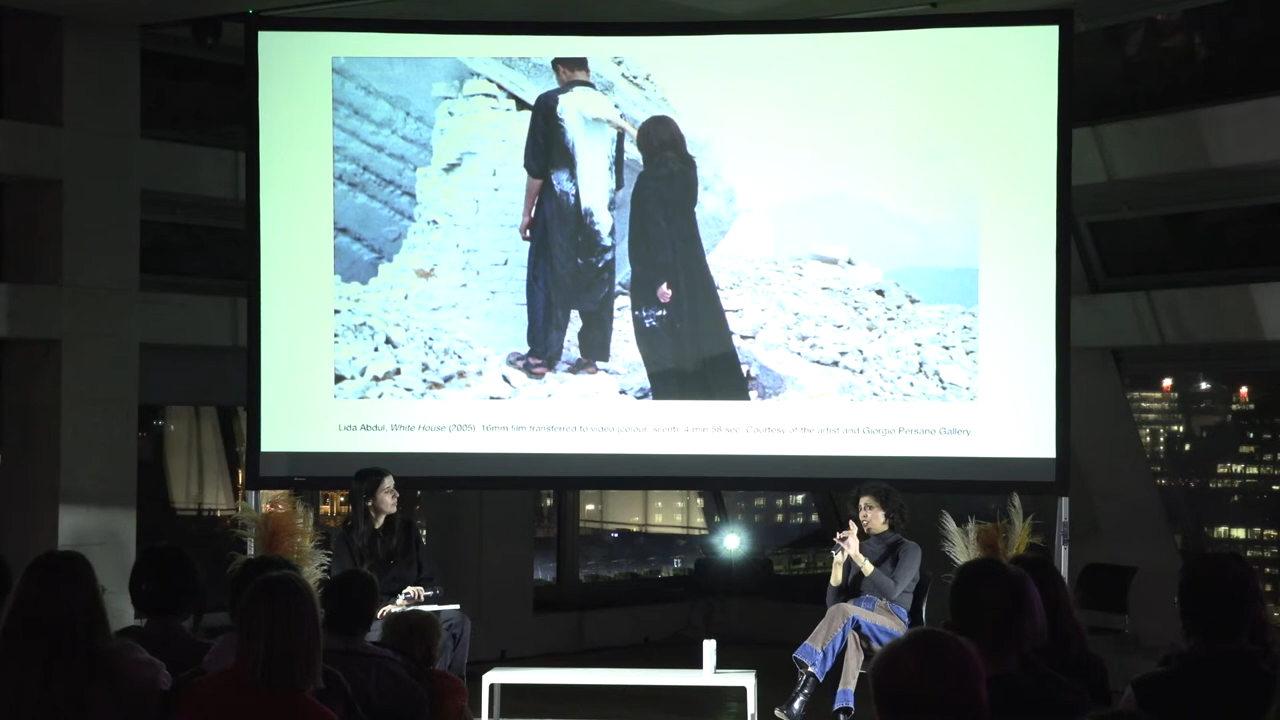 Lida Abdul, White House (2005). 16mm film transferred to video (colour, silent). 4 min 58 sec. Courtesy of the artist and Giorgio Persano Gallery.